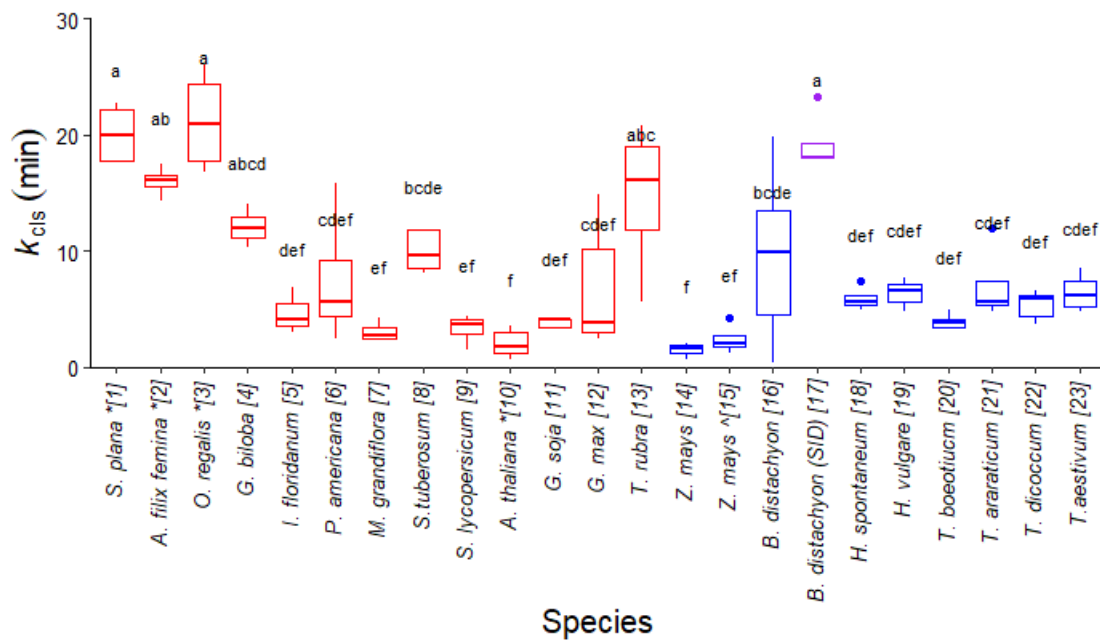 30
20
10
0
k_cls (min)
a
ab
a
abcd
def
cdef
ef
bcde
ef
f
def
cdef
abc
f
ef
bcde
a
def
cdef
def
cdef
def
cdef
S. plana *[1]
A. filix femina *[2]
O. regalis *[3]
G. biloba [4]
I. floridanum [5]
P. americana [6]
M. grandiflora [7]
S.tuberosum [8]
S. lycopersicum [9]
A. thaliana *[10]
G. soja [11]
G. max [12]
T. rubra [13]
Z. mays [14]
Z. mays ^[15]
B. distachyon [16]
B. distachyon (SID) [17]
H. spontaneum [18]
H. vulgare [19]
T. boeotiucm [20]
T. araraticum [21]
T. dicoccum [22]
T.aestivum [23]
Species